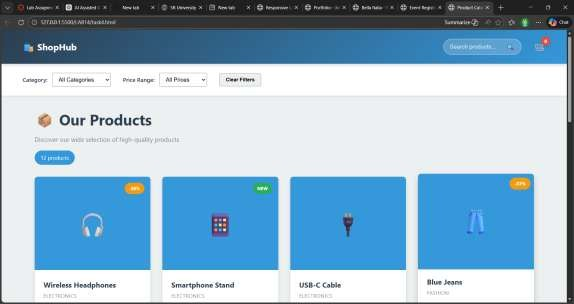 Lab Assignm
AI Assisted C
New tab
SR University
New tab
Responsive L
Portfolio - Je
Bella Italia
Event Regist
Product Cata
127.0.0.1:5500/LAB14/task4.html
Summarize
Chat
ShopHub
Search products...
0
Category:
All Categories
Price Range:
All Prices
Clear Filters
Our Products
Discover our wide selection of high-quality products
12 products
NEW
Wireless Headphones
Smartphone Stand
USB-C Cable
Blue Jeans
ELECTRONICS
ELECTRONICS
ELECTRONICS
FASHION